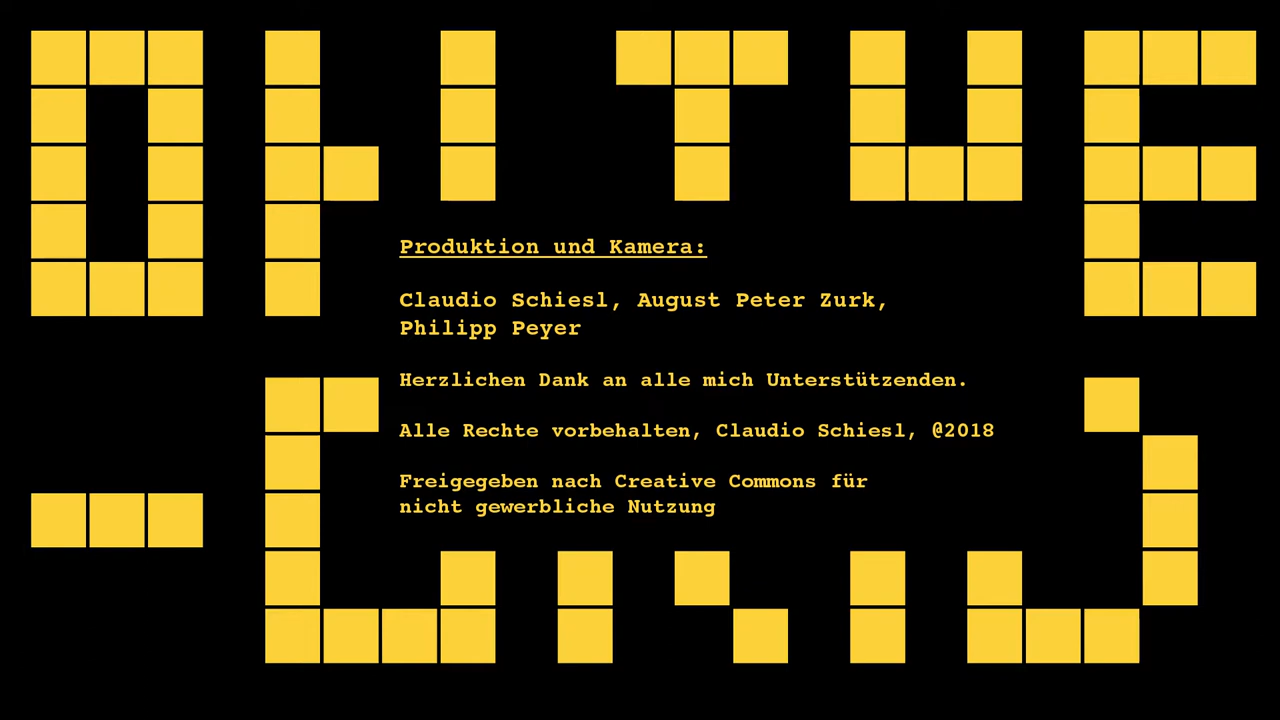 Produktion und Kamera:
Claudio Schiesl, August Peter Zurk,
Philipp Peyer
Herzlichen Dank an alle mich Unterstützenden.
Alle Rechte vorbehalten, Claudio Schiesl, @2018
Freigegeben nach Creative Commons für
nicht gewerbliche Nutzung